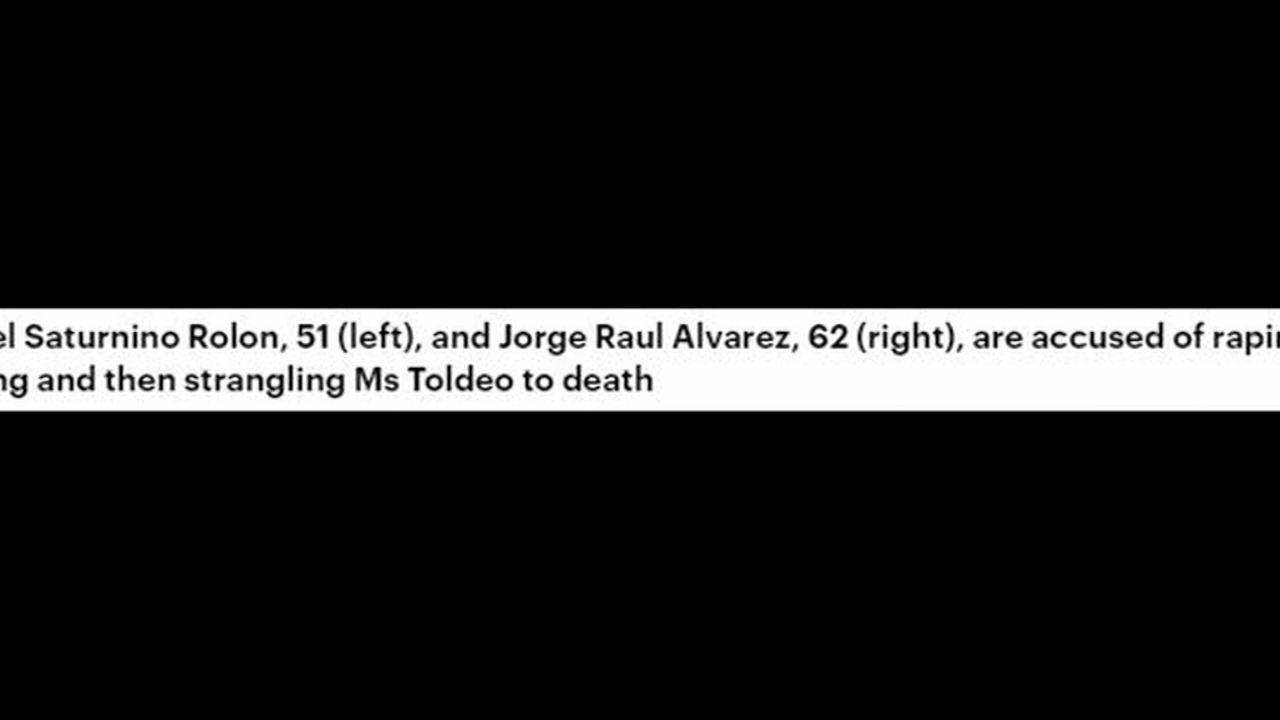 el Saturnino Rolon, 51 (left), and Jorge Raul Alvarez, 62 (right), are accused of rapin
ng and then strangling Ms Toldeo to death